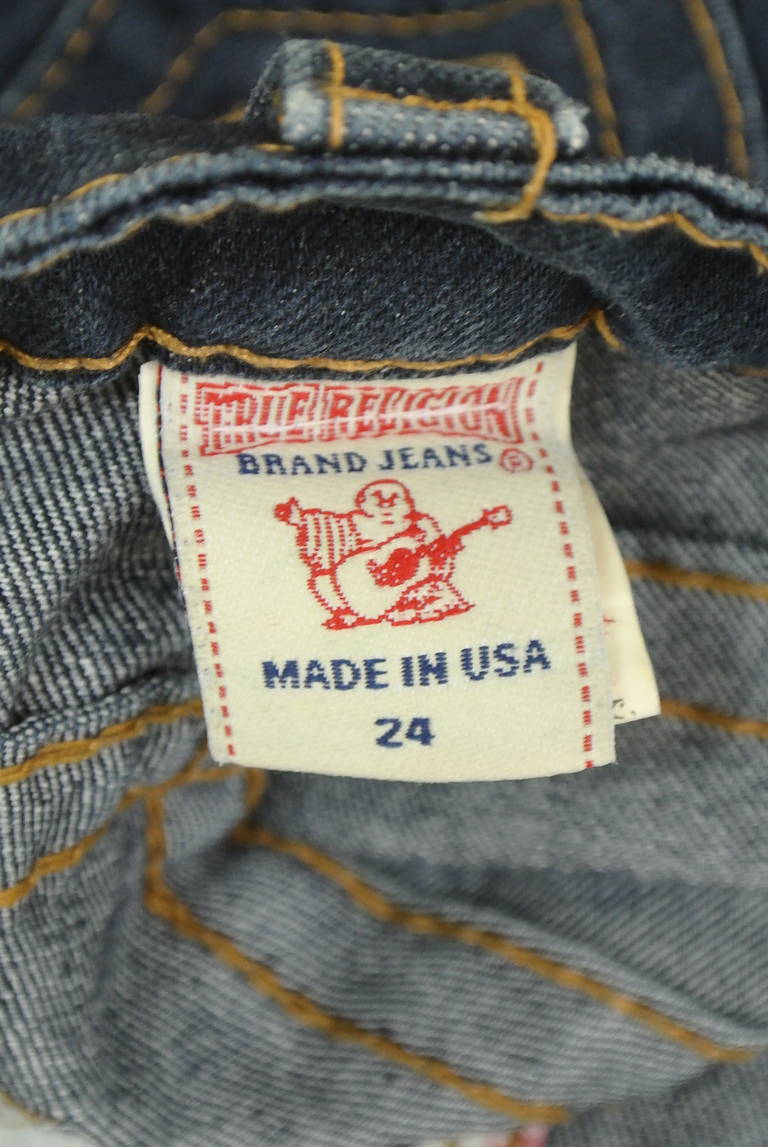 TRUE RELIGION
BRAND JEANS ®
MADE IN USA
24